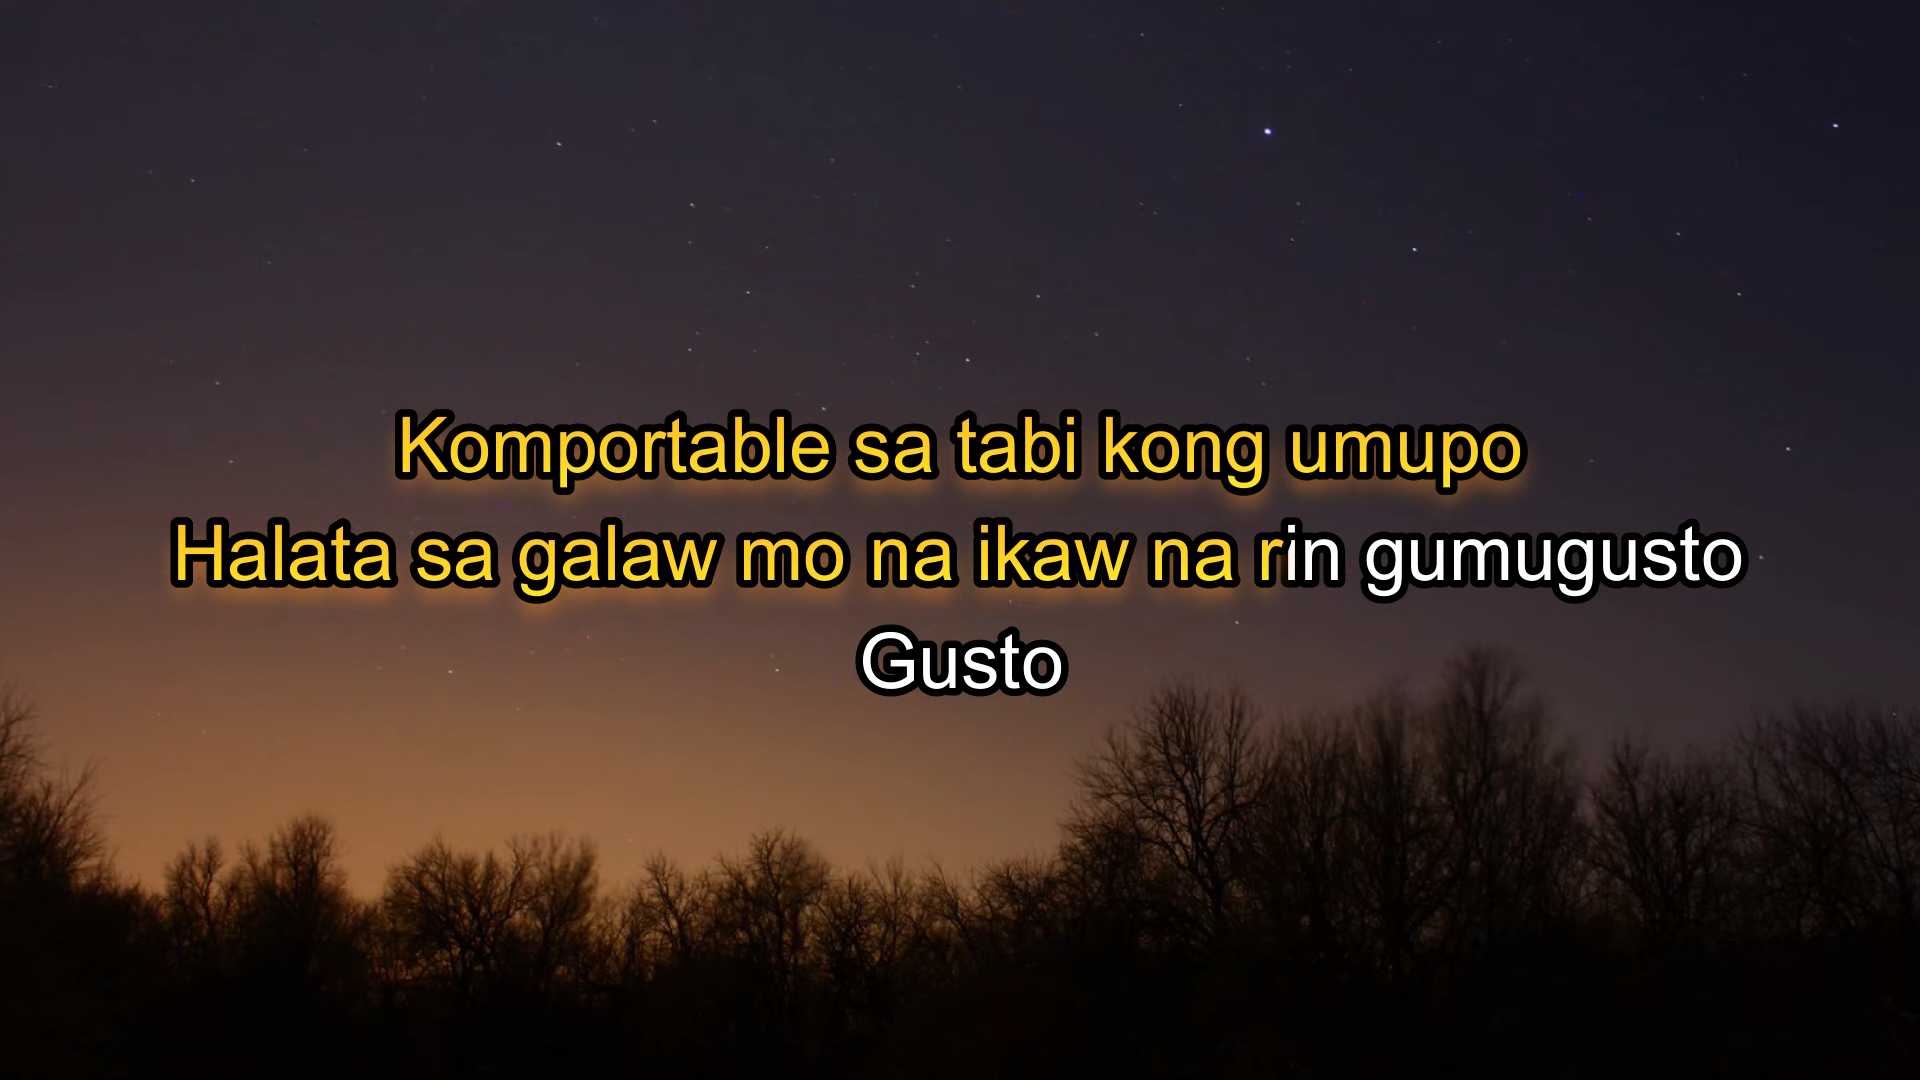 Komportable sa tabi kong umupo
Halata sa galaw mo na ikaw na rin gumugusto
Gusto